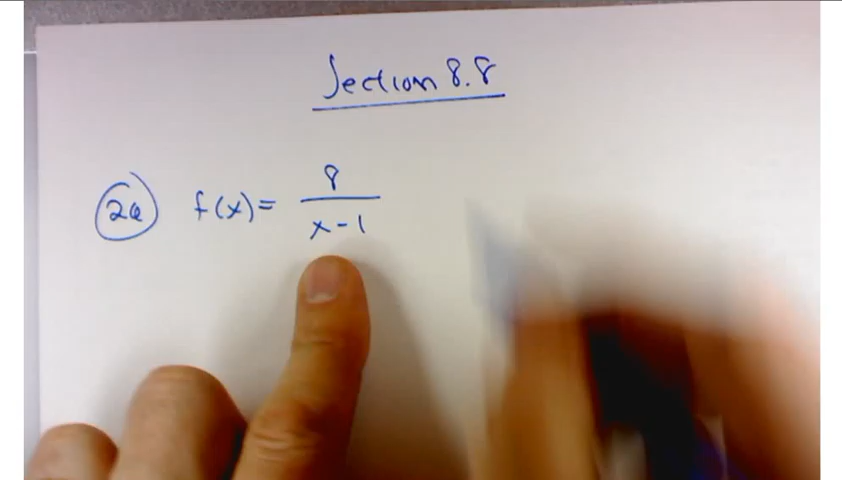 Section 8.8
26 f(x) = 8
x-1